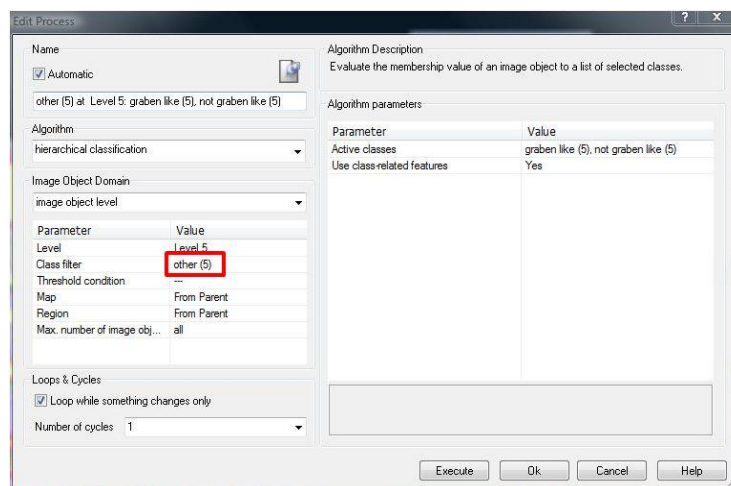 Edit Process
? X
Name
Automatic
other (5) at Level 5: graben like (5), not graben like (5)
Algorithm
hierarchical classification
Image Object Domain
image object level
Parameter Value
Level Level 5
Class filter other (5)
Threshold condition ---
Map From Parent
Region From Parent
Max. number of image obj... all
Loops & Cycles
Loop while something changes only
Number of cycles 1
Algorithm Description
Evaluate the membership value of an image object to a list of selected classes.
Algorithm parameters
Parameter Value
Active classes graben like (5), not graben like (5)
Use class-related features Yes
Execute Ok Cancel Help